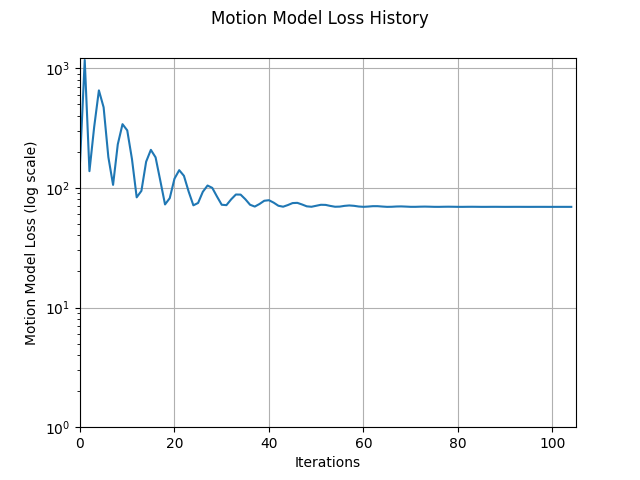 Motion Model Loss History
Motion Model Loss (log scale)
10³
10²
10¹
10⁰
0 20 40 60 80 100
Iterations